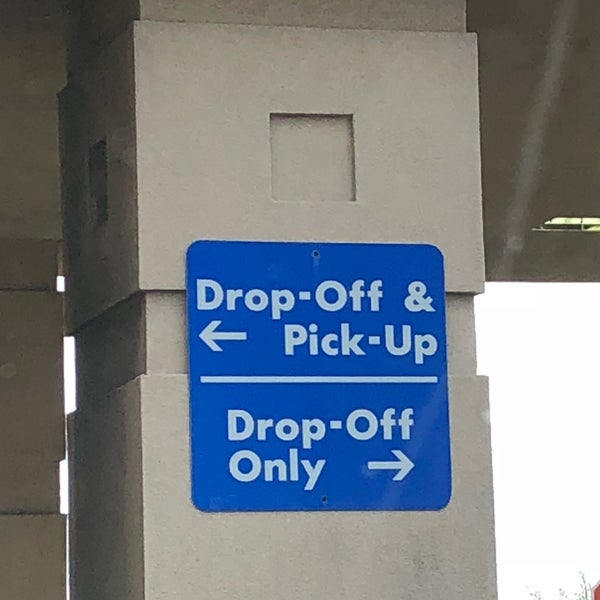 Drop-Off &
← Pick-Up
Drop-Off
Only →